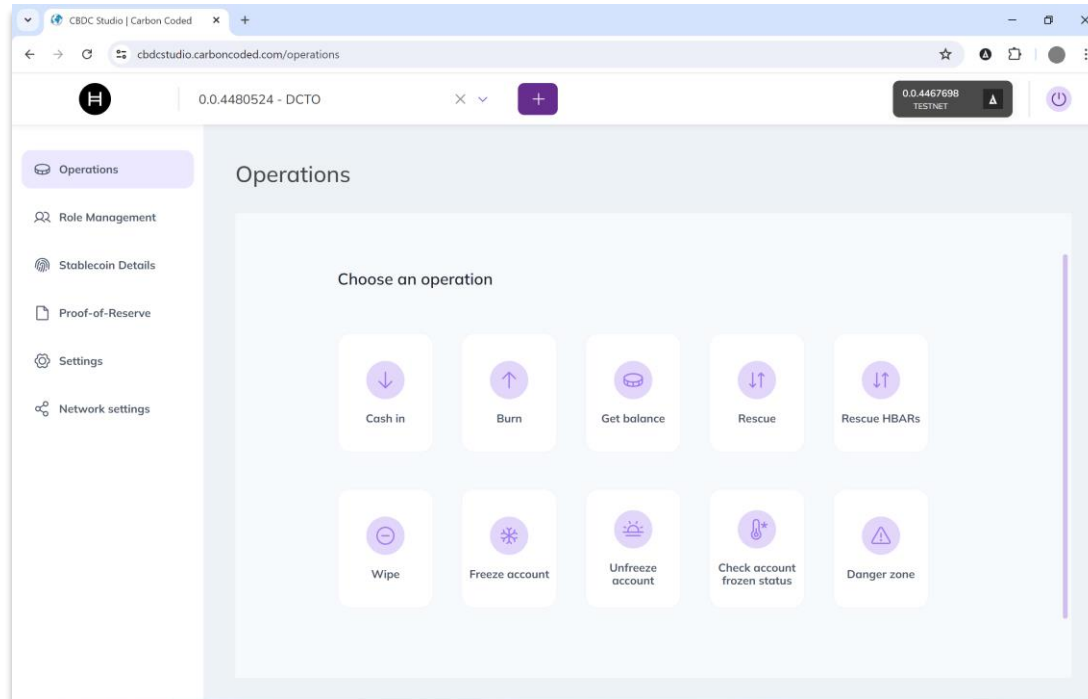 CBDC Studio | Carbon Coded
cbdcstudio.carboncoded.com/operations
H
0.0.4480524 - DCTO
0.0.4467698
TESTNET
Operations
Role Management
Stablecoin Details
Proof-of-Reserve
Settings
Network settings
Operations
Choose an operation
Cash in
Burn
Get balance
Rescue
Rescue HBARs
Wipe
Freeze account
Unfreeze
account
Check account
frozen status
Danger zone